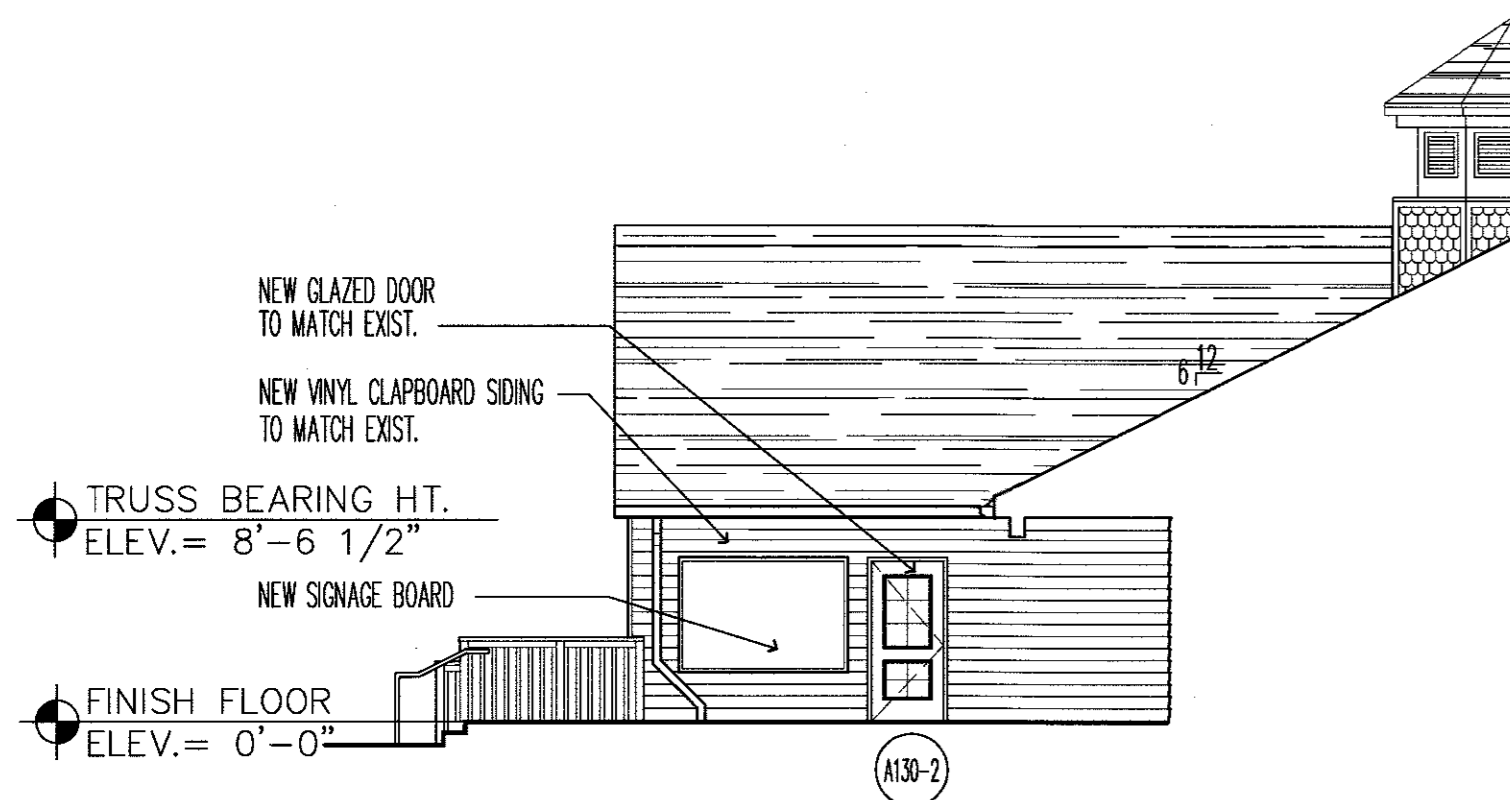 NEW GLAZED DOOR
TO MATCH EXIST.
NEW VINYL CLAPBOARD SIDING
TO MATCH EXIST.
6 12
TRUSS BEARING HT.
ELEV.= 8'-6 1/2"
NEW SIGNAGE BOARD
FINISH FLOOR
ELEV.= 0'-0"
A130-2